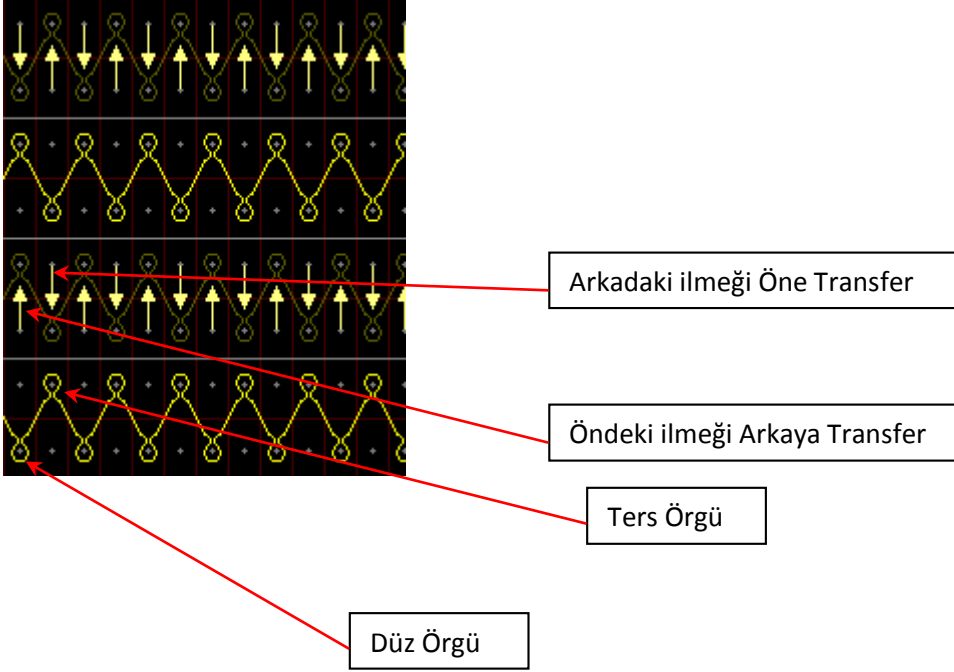 Arkadaki ilmeği Öne Transfer
Öndeki ilmeği Arkaya Transfer
Ters Örgü
Düz Örgü